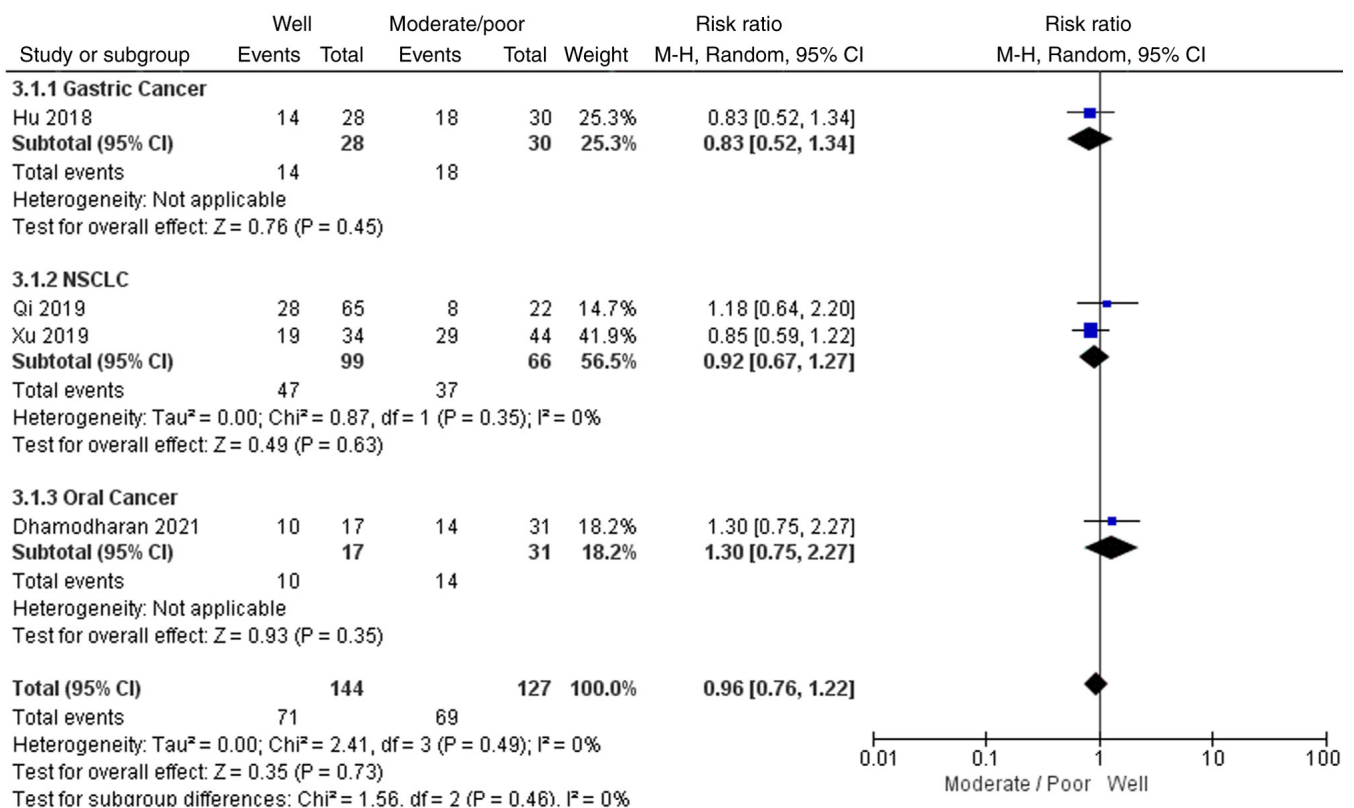 Well Moderate/poor Risk ratio Risk ratio
Study or subgroup Events Total Events Total Weight M-H, Random, 95% CI M-H, Random, 95% CI
3.1.1 Gastric Cancer
Hu 2018 14 28 18 30 25.3% 0.83 [0.52, 1.34]
Subtotal (95% CI) 28 30 25.3% 0.83 [0.52, 1.34]
Total events 14 18
Heterogeneity: Not applicable
Test for overall effect: Z = 0.76 (P = 0.45)
3.1.2 NSCLC
Qi 2019 28 65 8 22 14.7% 1.18 [0.64, 2.20]
Xu 2019 19 34 29 44 41.9% 0.85 [0.59, 1.22]
Subtotal (95% CI) 99 66 56.5% 0.92 [0.67, 1.27]
Total events 47 37
Heterogeneity: Tau² = 0.00; Chi² = 0.87, df = 1 (P = 0.35); I² = 0%
Test for overall effect: Z = 0.49 (P = 0.63)
3.1.3 Oral Cancer
Dhamodharan 2021 10 17 14 31 18.2% 1.30 [0.75, 2.27]
Subtotal (95% CI) 17 31 18.2% 1.30 [0.75, 2.27]
Total events 10 14
Heterogeneity: Not applicable
Test for overall effect: Z = 0.93 (P = 0.35)
Total (95% CI) 144 127 100.0% 0.96 [0.76, 1.22]
Total events 71 69
Heterogeneity: Tau² = 0.00; Chi² = 2.41, df = 3 (P = 0.49); I² = 0%
Test for overall effect: Z = 0.35 (P = 0.73)
Test for subgroup differences: Chi² = 1.56, df = 2 (P = 0.46), I² = 0%
0.01 0.1 1 10 100
Moderate / Poor Well